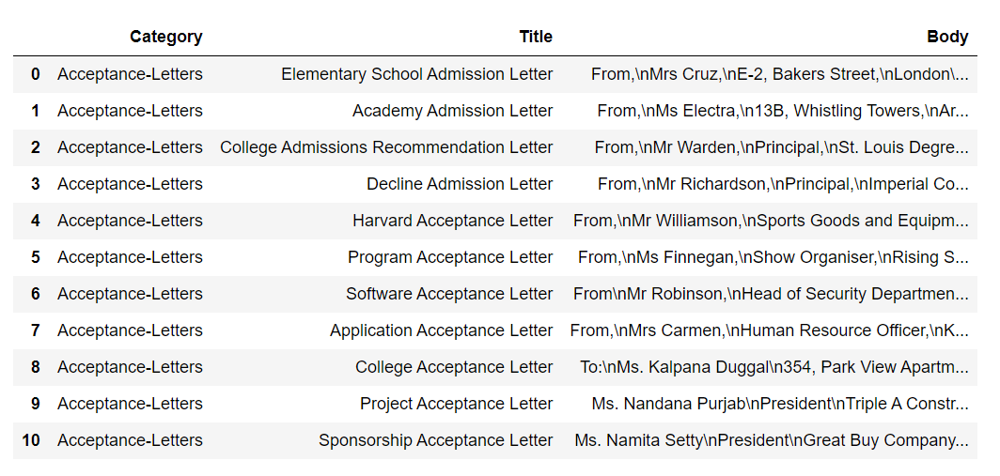 Category Title Body
0 Acceptance-Letters Elementary School Admission Letter From,\nMrs Cruz,\nE-2, Bakers Street,\nLondon\...
1 Acceptance-Letters Academy Admission Letter From,\nMs Electra,\n13B, Whistling Towers,\nAr...
2 Acceptance-Letters College Admissions Recommendation Letter From,\nMr Warden,\nPrincipal,\nSt. Louis Degre...
3 Acceptance-Letters Decline Admission Letter From,\nMr Richardson,\nPrincipal,\nImperial Co...
4 Acceptance-Letters Harvard Acceptance Letter From,\nMr Williamson,\nSports Goods and Equipm...
5 Acceptance-Letters Program Acceptance Letter From,\nMs Finnegan,\nShow Organiser,\nRising S...
6 Acceptance-Letters Software Acceptance Letter From\nMr Robinson,\nHead of Security Departmen...
7 Acceptance-Letters Application Acceptance Letter From,\nMrs Carmen,\nHuman Resource Officer,\nK...
8 Acceptance-Letters College Acceptance Letter To:\nMs. Kalpana Duggal\n354, Park View Apartm...
9 Acceptance-Letters Project Acceptance Letter Ms. Nandana Purjab\nPresident\nTriple A Constr...
10 Acceptance-Letters Sponsorship Acceptance Letter Ms. Namita Setty\nPresident\nGreat Buy Company...